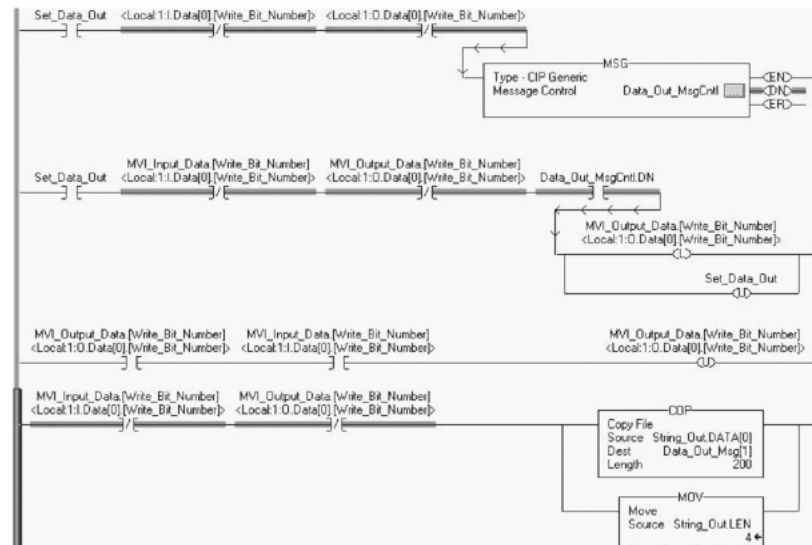 Set_Data_Out <Local:1:I.Data[0].[Write_Bit_Number]> <Local:1:O.Data[0].[Write_Bit_Number]>
MSG
Type - CIP Generic
Message Control Data_Out_MsgCntl ...
EN
DN
ER
MVI_Input_Data.[Write_Bit_Number] MVI_Output_Data.[Write_Bit_Number]
Set_Data_Out <Local:1:I.Data[0].[Write_Bit_Number]> <Local:1:O.Data[0].[Write_Bit_Number]> Data_Out_MsgCntl.DN
MVI_Output_Data.[Write_Bit_Number]
<Local:1:O.Data[0].[Write_Bit_Number]>
L
Set_Data_Out
U
MVI_Output_Data.[Write_Bit_Number] MVI_Input_Data.[Write_Bit_Number] MVI_Output_Data.[Write_Bit_Number]
<Local:1:O.Data[0].[Write_Bit_Number]> <Local:1:I.Data[0].[Write_Bit_Number]> <Local:1:O.Data[0].[Write_Bit_Number]>
U
MVI_Input_Data.[Write_Bit_Number] MVI_Output_Data.[Write_Bit_Number]
<Local:1:I.Data[0].[Write_Bit_Number]> <Local:1:O.Data[0].[Write_Bit_Number]>
COP
Copy File
Source String_Out.DATA[0]
Dest Data_Out_Msg[1]
Length 200
MOV
Move
Source String_Out.LEN
4